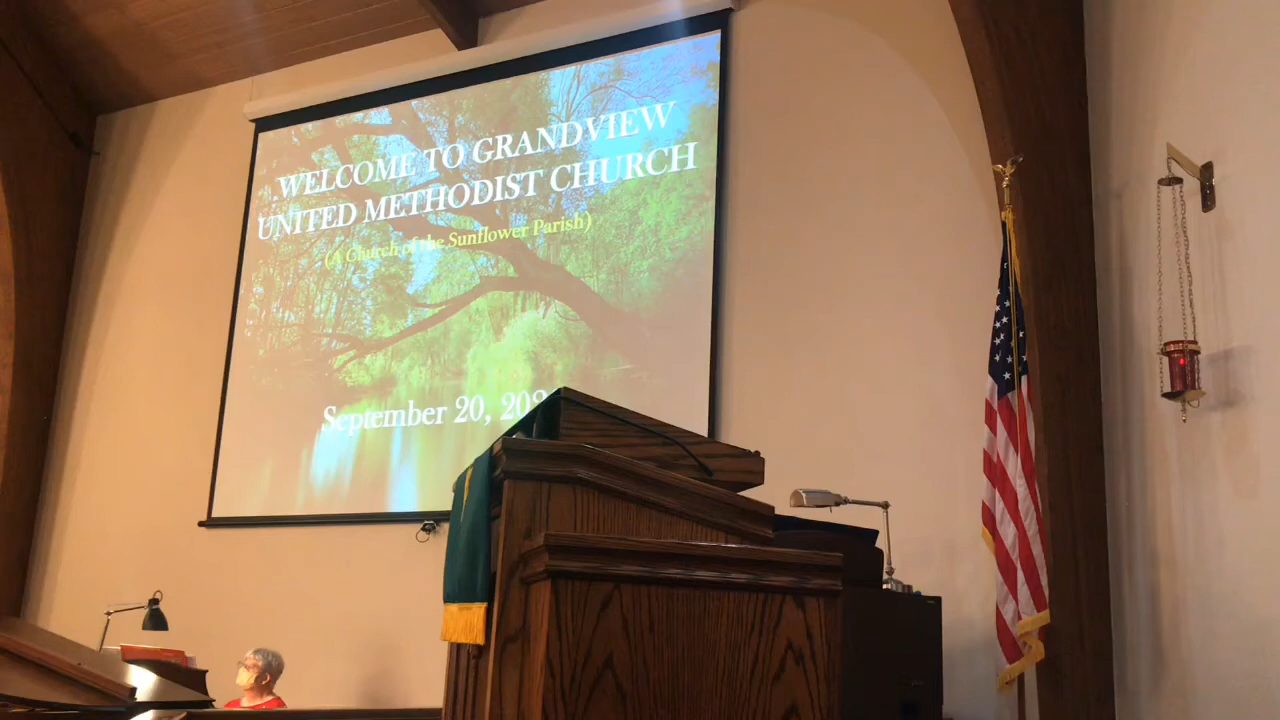 WELCOME TO GRANDVIEW
UNITED METHODIST CHURCH
(A Church of the Sunflower Parish)
September 20,